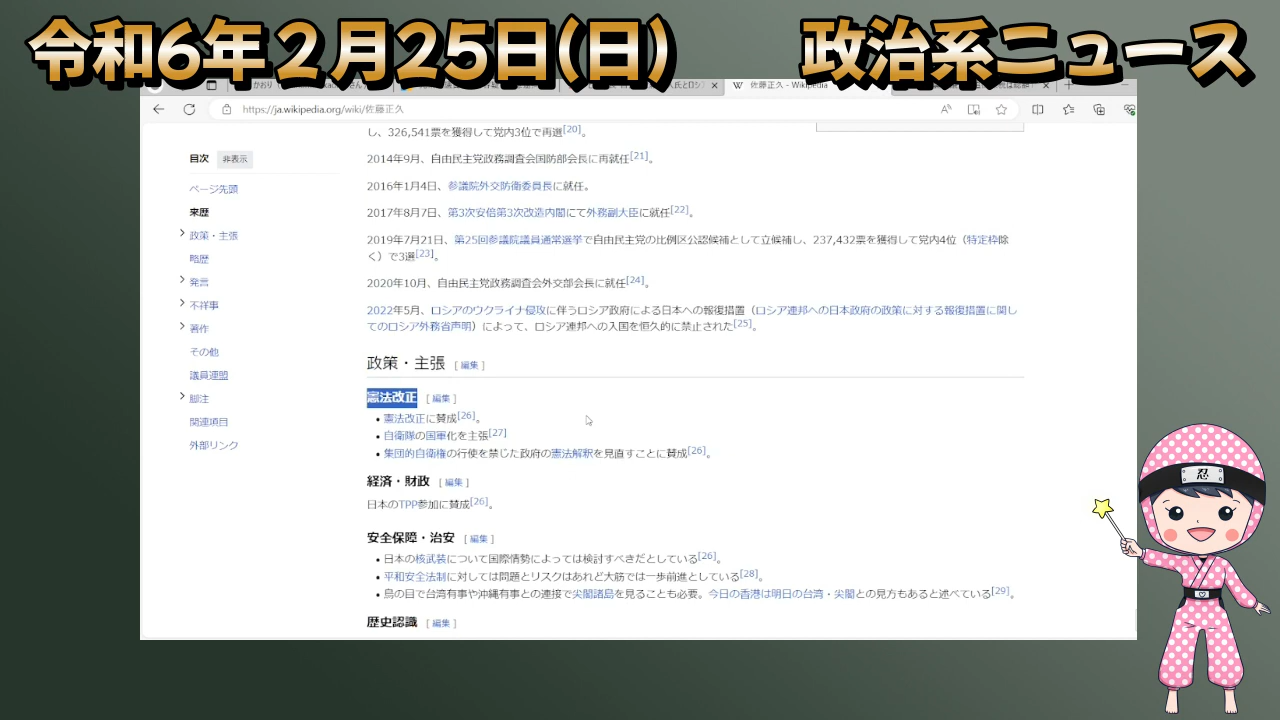 令和6年２月25日(日) 政治系ニュース
佐藤正久 - Wikipedia
https://ja.wikipedia.org/wiki/佐藤正久
目次 非表示
ページ先頭
来歴
政策・主張
略歴
発言
不祥事
著作
その他
議員連盟
脚注
関連項目
外部リンク
し、326,541票を獲得して党内3位で再選[20]。
2014年9月、自由民主党政務調査会国防部会長に再就任[21]。
2016年1月4日、参議院外交防衛委員長に就任。
2017年8月7日、第3次安倍第3次改造内閣にて外務副大臣に就任[22]。
2019年7月21日、第25回参議院議員通常選挙で自由民主党の比例区公認候補として立候補し、237,432票を獲得して党内4位（特定枠除
く）で3選[23]。
2020年10月、自由民主党政務調査会外交部会長に就任[24]。
2022年5月、ロシアのウクライナ侵攻に伴うロシア政府による日本への報復措置（ロシア連邦への日本政府の政策に対する報復措置に関し
てのロシア外務省声明）によって、ロシア連邦への入国を恒久的に禁止された[25]。
政策・主張 [ 編集 ]
憲法改正 [ 編集 ]
• 憲法改正に賛成[26]。
• 自衛隊の国軍化を主張[27]
• 集団的自衛権の行使を禁じた政府の憲法解釈を見直すことに賛成[26]。
経済・財政 [ 編集 ]
日本のTPP参加に賛成[26]。
安全保障・治安 [ 編集 ]
• 日本の核武装について国際情勢によっては検討すべきだとしている[26]。
• 平和安全法制に対しては問題とリスクはあれど大筋では一歩前進としている[28]。
• 鳥の目で台湾有事や沖縄有事との連接で尖閣諸島を見ることも必要。今日の香港は明日の台湾・尖閣との見方もあると述べている[29]。
歴史認識 [ 編集 ]
忍